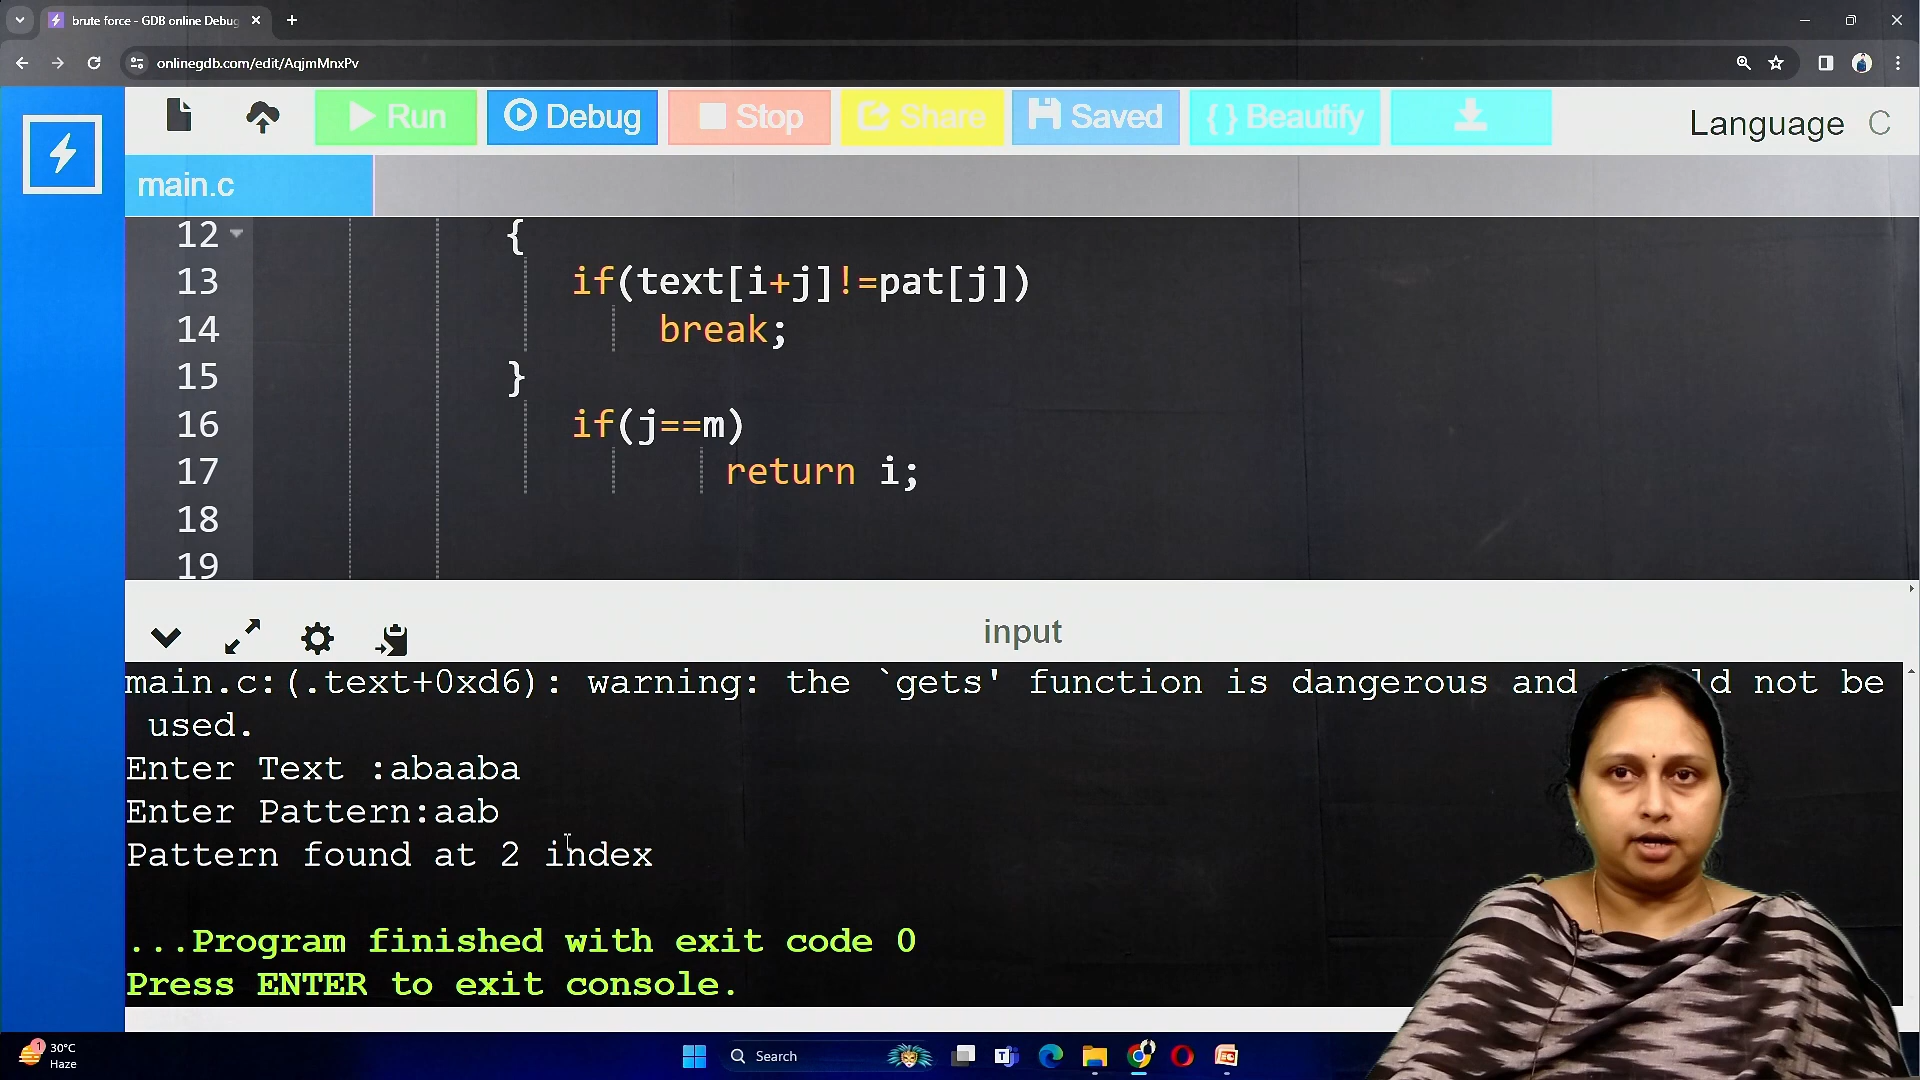 brute force - GDB online Debug
onlinegdb.com/edit/AqjmMnxPv
Run Debug Stop Share Saved { } Beautify
Language C
main.c
12 {
13 if(text[i+j]!=pat[j])
14 break;
15 }
16 if(j==m)
17 return i;
18
19
input
main.c:(.text+0xd6): warning: the `gets' function is dangerous and not be
used.
Enter Text :abaaba
Enter Pattern:aab
Pattern found at 2 index
...Program finished with exit code 0
Press ENTER to exit console.
1 30°C
Haze
Search